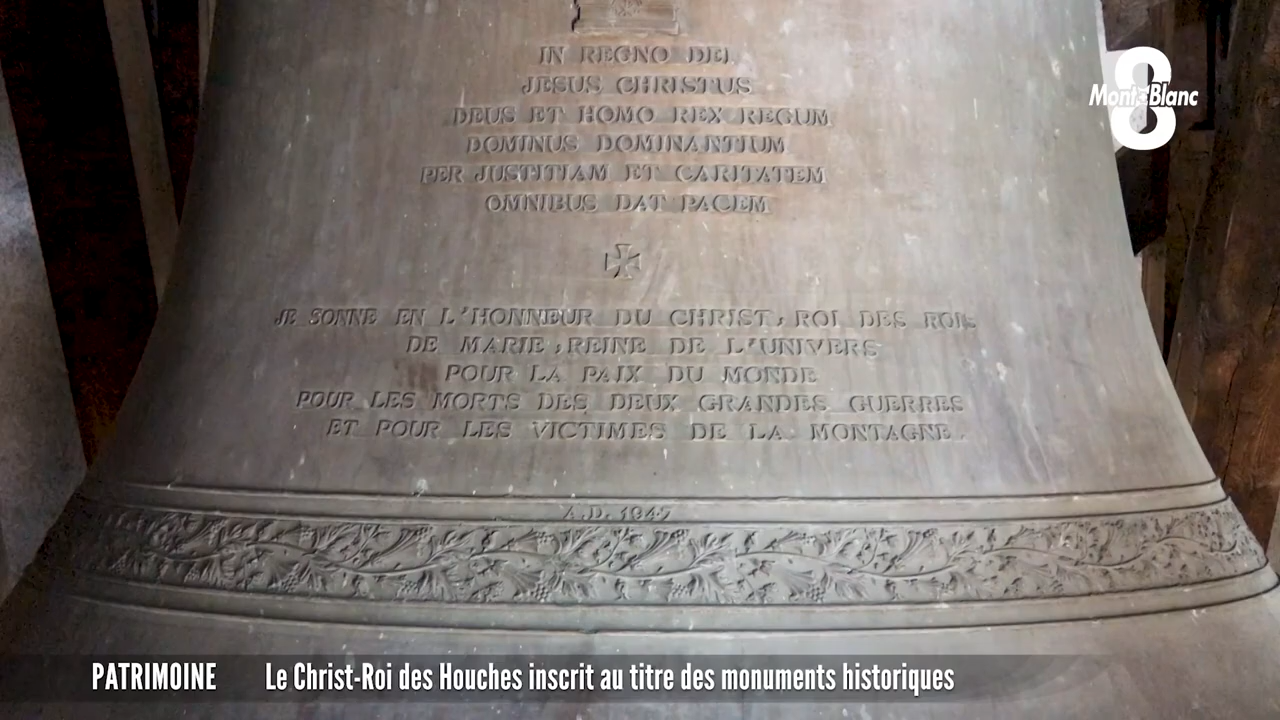 IN REGNO DEI
JESUS CHRISTUS
DEUS ET HOMO REX REGUM
DOMINUS DOMINANTIUM
PER JUSTITIAM ET CARITATEM
OMNIBUS DAT PACEM
JE SONNE EN L'HONNEUR DU CHRIST, ROI DES ROIS
DE MARIE, REINE DE L'UNIVERS
POUR LA PAIX DU MONDE
POUR LES MORTS DES DEUX GRANDES GUERRES
ET POUR LES VICTIMES DE LA MONTAGNE.
A.D.
8
Mont Blanc
PATRIMOINE Le Christ-Roi des Houches inscrit au titre des monuments historiques